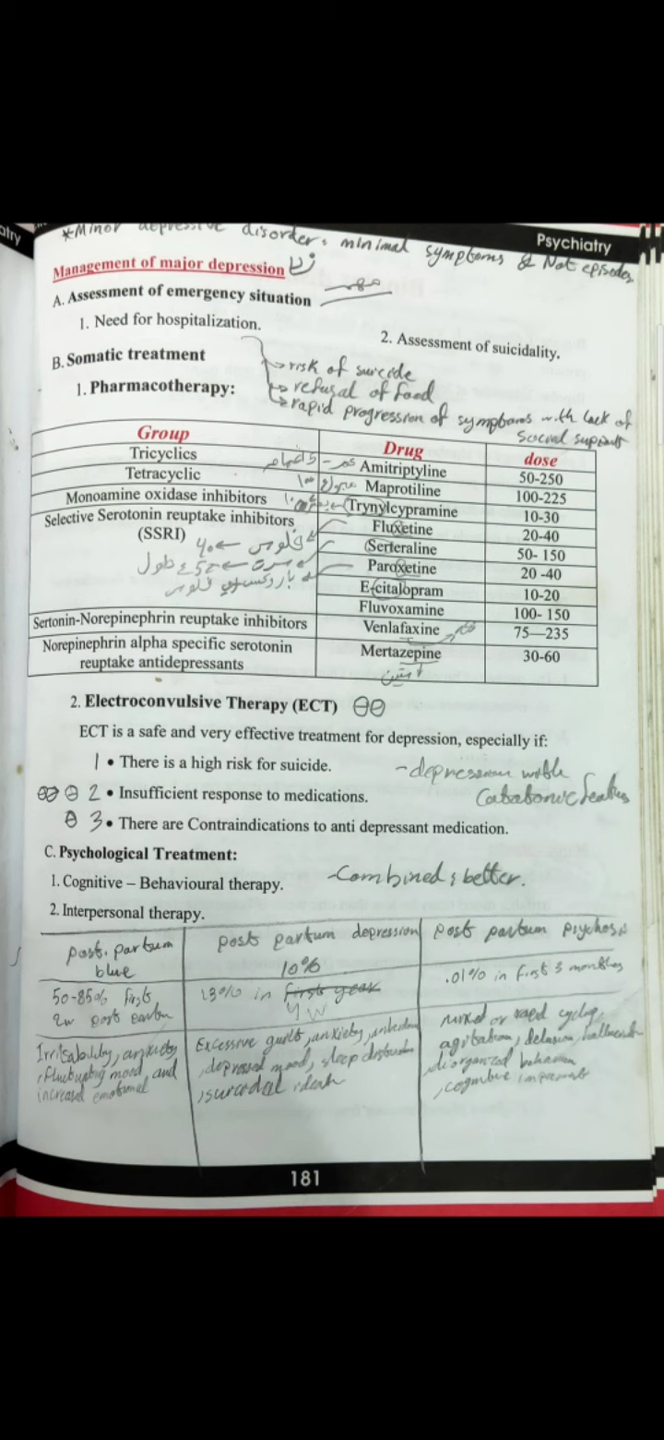 atry
Psychiatry
*Minor depressive disorder: minimal symptoms & Not episodes
Management of major depression
A. Assessment of emergency situation
مهم
1. Need for hospitalization.
2. Assessment of suicidality.
B. Somatic treatment
→ risk of suicide
1. Pharmacotherapy:
→ refusal of food
→ rapid progression of symptoms with lack of
social support
Group Drug dose
Tricyclics Amitriptyline 50-250
Tetracyclic Maprotiline 100-225
Monoamine oxidase inhibitors Trynylcypramine 10-30
Selective Serotonin reuptake inhibitors Fluxetine 20-40
(SSRI) Serteraline 50- 150
Paroxetine 20 -40
E-citalopram 10-20
Fluvoxamine 100- 150
Sertonin-Norepinephrin reuptake inhibitors Venlafaxine 75—235
Norepinephrin alpha specific serotonin Mertazepine 30-60
reuptake antidepressants
2. Electroconvulsive Therapy (ECT)
ECT is a safe and very effective treatment for depression, especially if:
1 • There is a high risk for suicide.
- depression with
2 • Insufficient response to medications.
Catatonic features
3 • There are Contraindications to anti depressant medication.
C. Psychological Treatment:
1. Cognitive – Behavioural therapy.
- Combined: better.
2. Interpersonal therapy.
post partum blue
post partum depression
post partum psychosis
10%
50-85% first
2w post partum
13% in first year
4W
.01% in first 3 months
Irritability, anxiety
, fluctuating mood, and
increased emotional
Excessive guilt, anxiety, anhedonia
, depressed mood, sleep disturbance
, suicidal ideah
mixed or rapid cycling,
agitation, delusion, hallucination
, disorganized behavior
, cognitive impairment
181